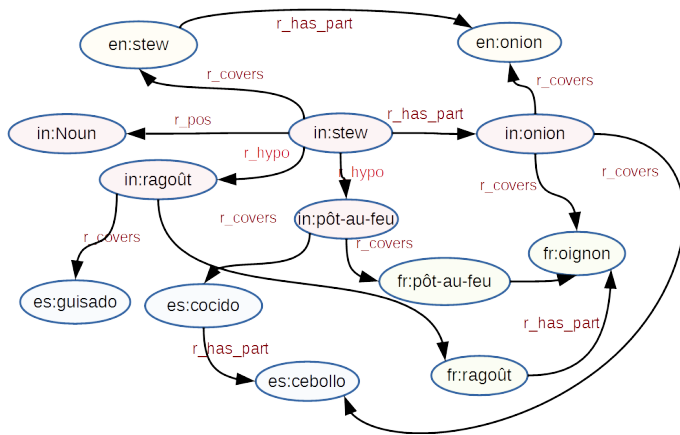 r_has_part
en:stew
en:onion
r_covers
r_covers
r_pos
r_has_part
in:Noun
in:stew
in:onion
r_hypo
hypo
r_covers
in:ragoût
r_covers
r_covers
in:pôt-au-feu
r_covers
r_covers
fr:oignon
fr:pôt-au-feu
es:guisado
es:cocido
r_has_part
r_has_part
es:cebollo
fr:ragoût